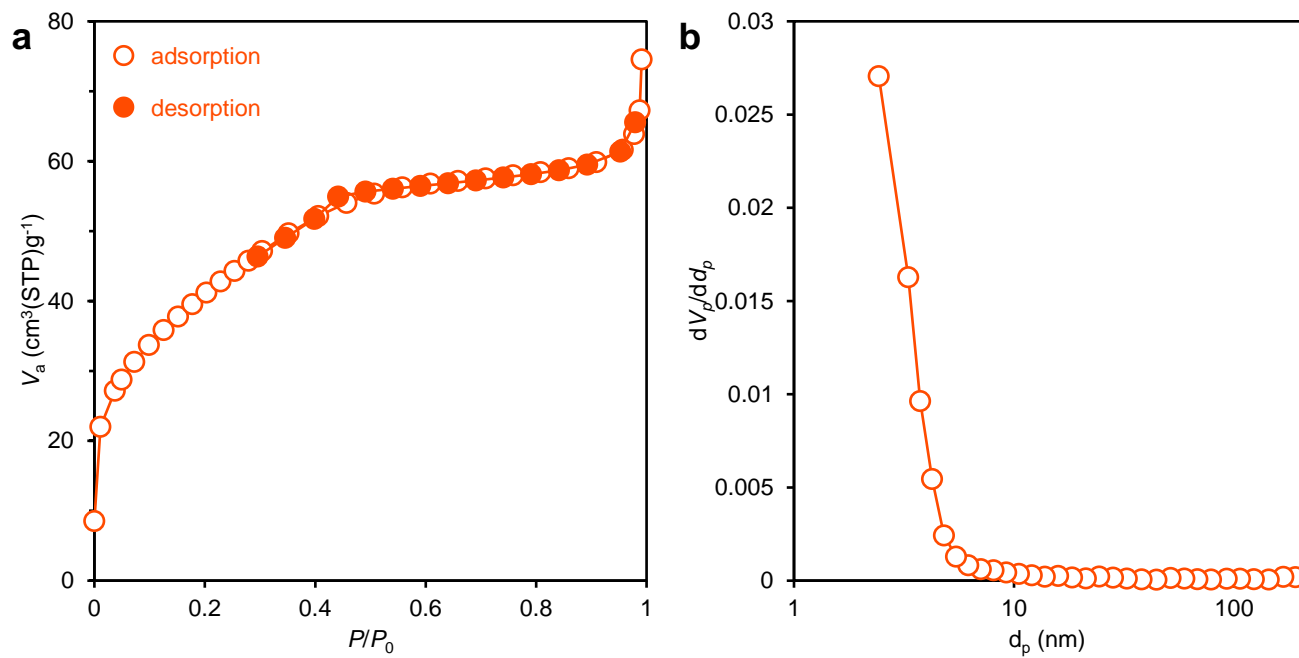 a
adsorption
desorption
80
60
40
20
0
0 0.2 0.4 0.6 0.8 1
Va (cm3(STP)g-1)
P/P0
b
0.03
0.025
0.02
0.015
0.01
0.005
0
1 10 100
dVp/ddp
dp (nm)